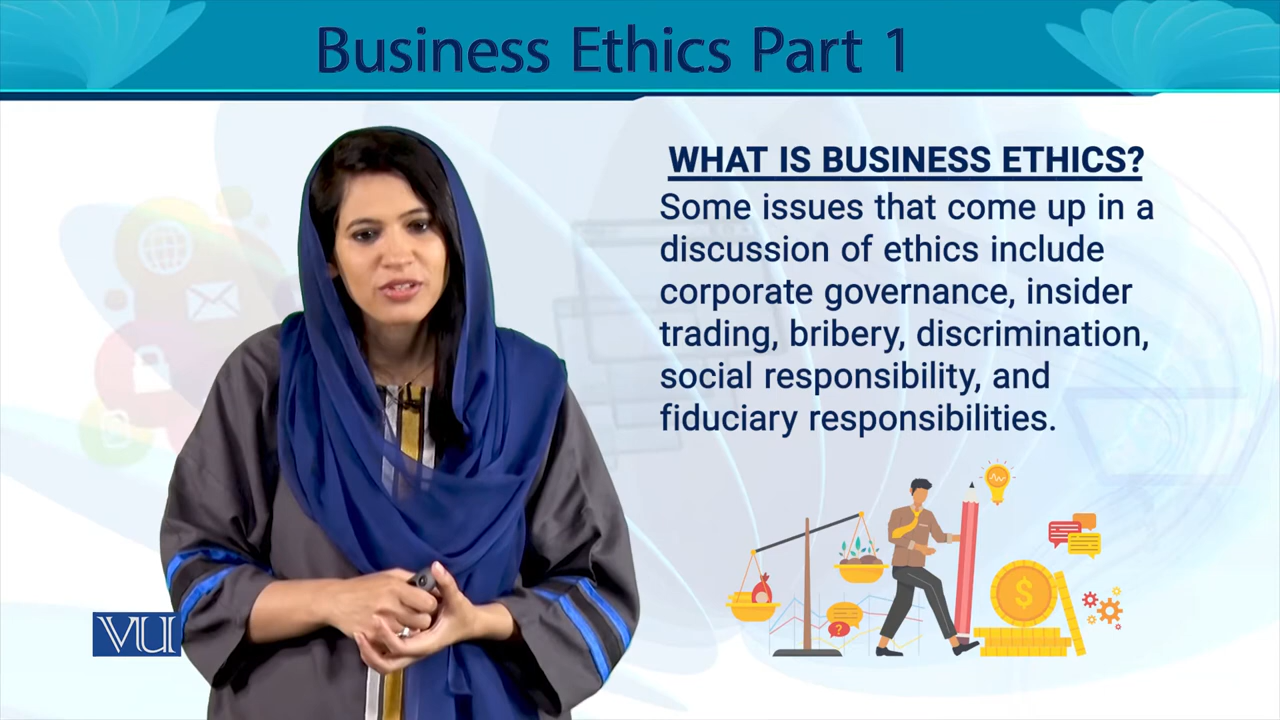 Business Ethics Part 1
WHAT IS BUSINESS ETHICS?
Some issues that come up in a
discussion of ethics include
corporate governance, insider
trading, bribery, discrimination,
social responsibility, and
fiduciary responsibilities.
$
?
VU